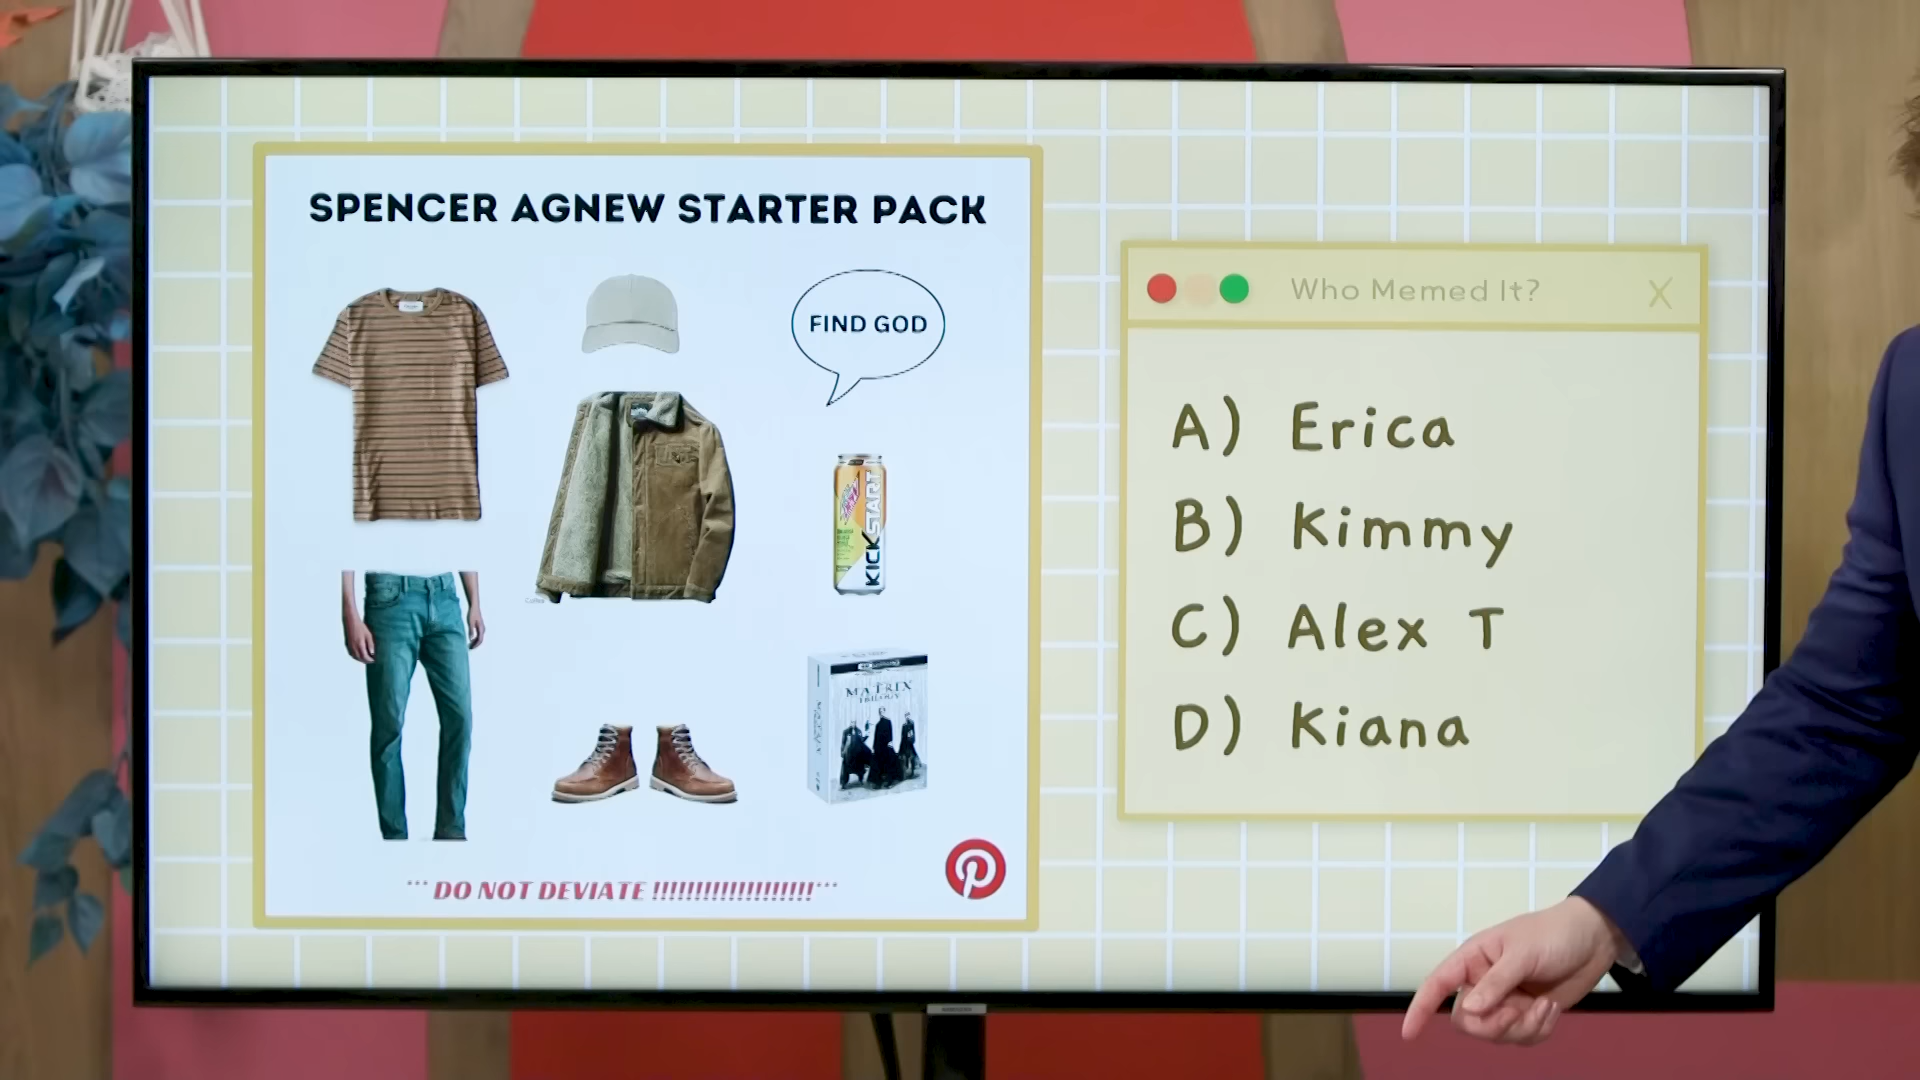 SPENCER AGNEW STARTER PACK
FIND GOD
KICKSTART
THE MATRIX
TRILOGY
*** DO NOT DEVIATE !!!!!!!!!!!!!!!!!!!***
Who Memed It? X
A) Erica
B) Kimmy
C) Alex T
D) Kiana